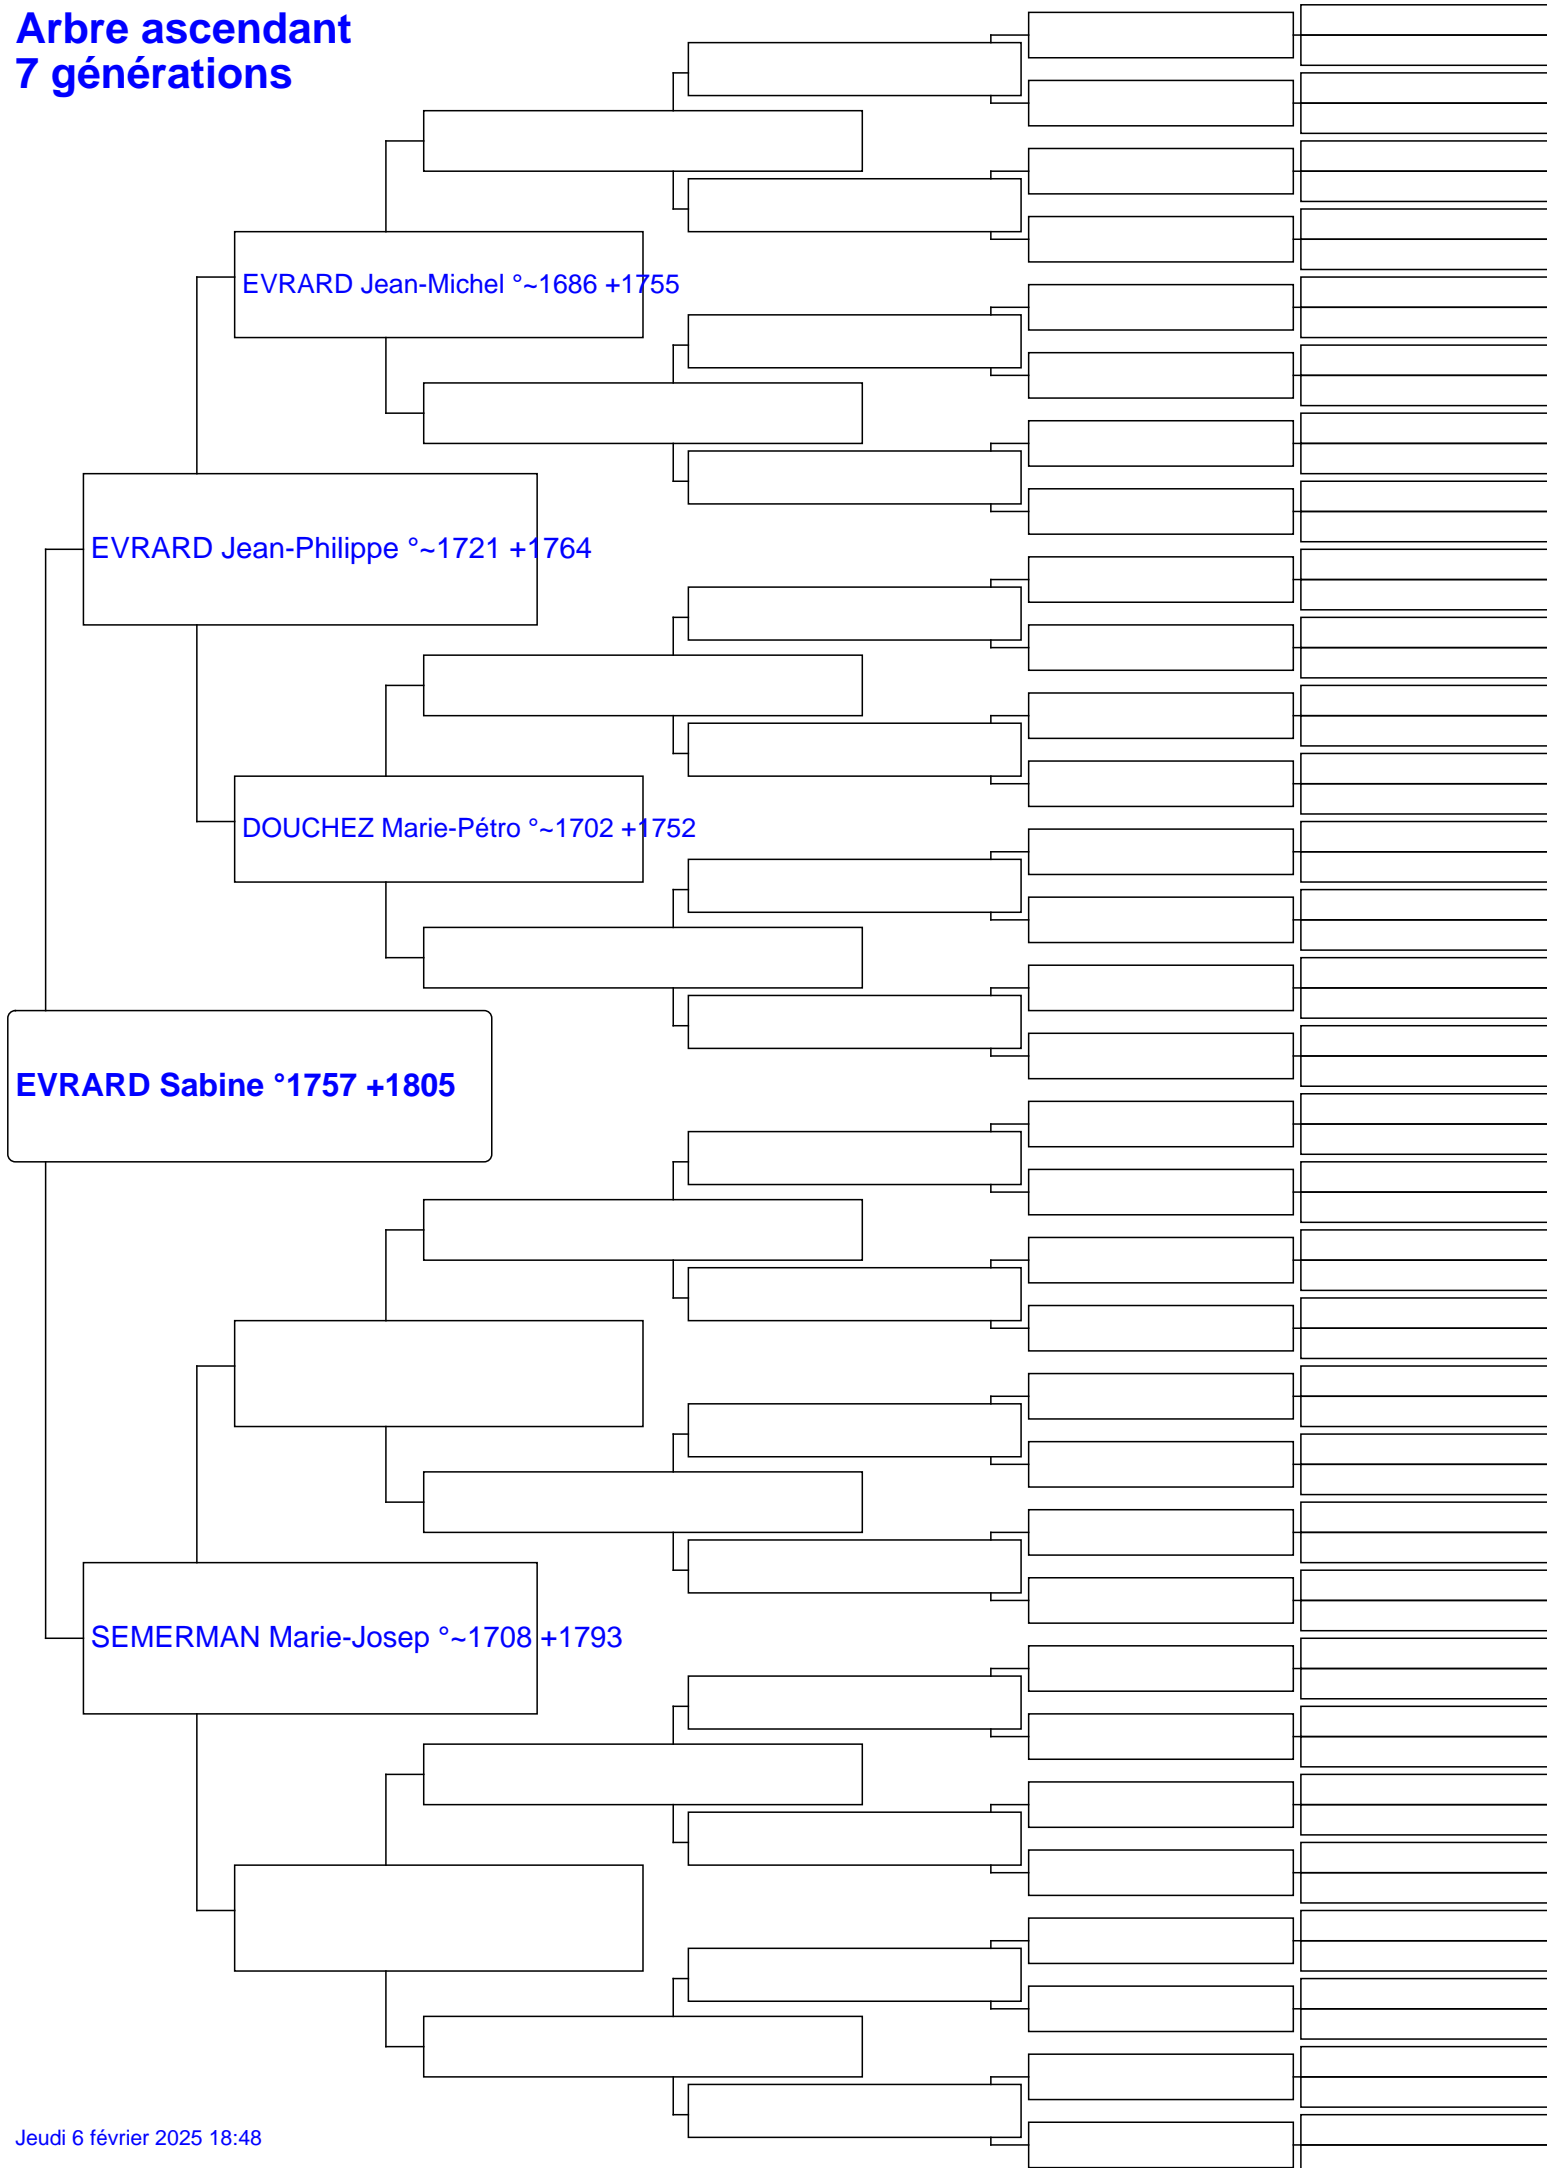 Arbre ascendant
7 générations
EVRARD Jean-Michel °~1686 +1755
EVRARD Jean-Philippe °~1721 +1764
DOUCHEZ Marie-Pétro °~1702 +1752
EVRARD Sabine °1757 +1805
SEMERMAN Marie-Josep °~1708 +1793
Jeudi 6 février 2025 18:48